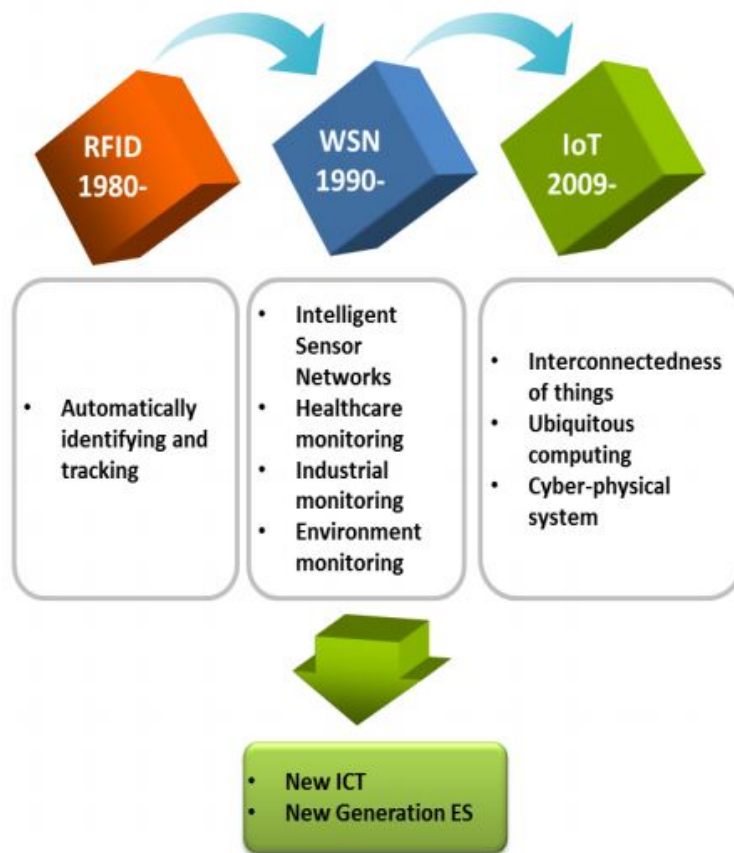 RFID
1980-
WSN
1990-
IoT
2009-
• Automatically
identifying and
tracking
• Intelligent
Sensor
Networks
• Healthcare
monitoring
• Industrial
monitoring
• Environment
monitoring
• Interconnectedness
of things
• Ubiquitous
computing
• Cyber-physical
system
• New ICT
• New Generation ES